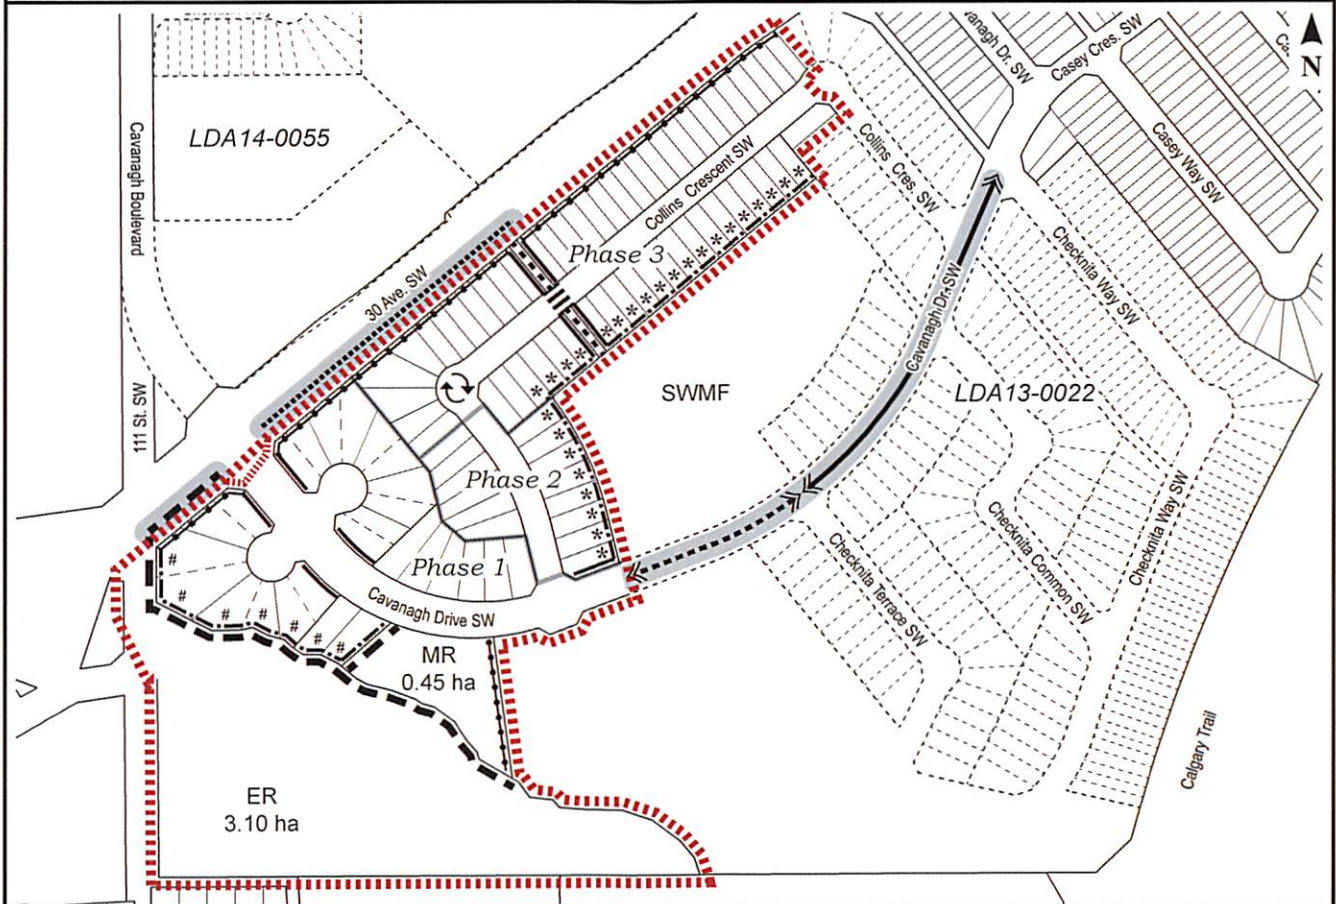 Cavanagh Dr. SW
Casey Cres. SW
N
LDA14-0055
Cavanagh Boulevard
Collins Cres. SW
Casey Way SW
Collins Crescent SW
Phase 3
30 Ave. SW
Checknita Way SW
Cavanagh Dr. SW
SWMF
LDA13-0022
111 St. SW
Phase 2
Checknita Way SW
Checknita Common SW
Checknita Terrace SW
Phase 1
Cavanagh Drive SW
MR
0.45 ha
Calgary Trail
ER
3.10 ha